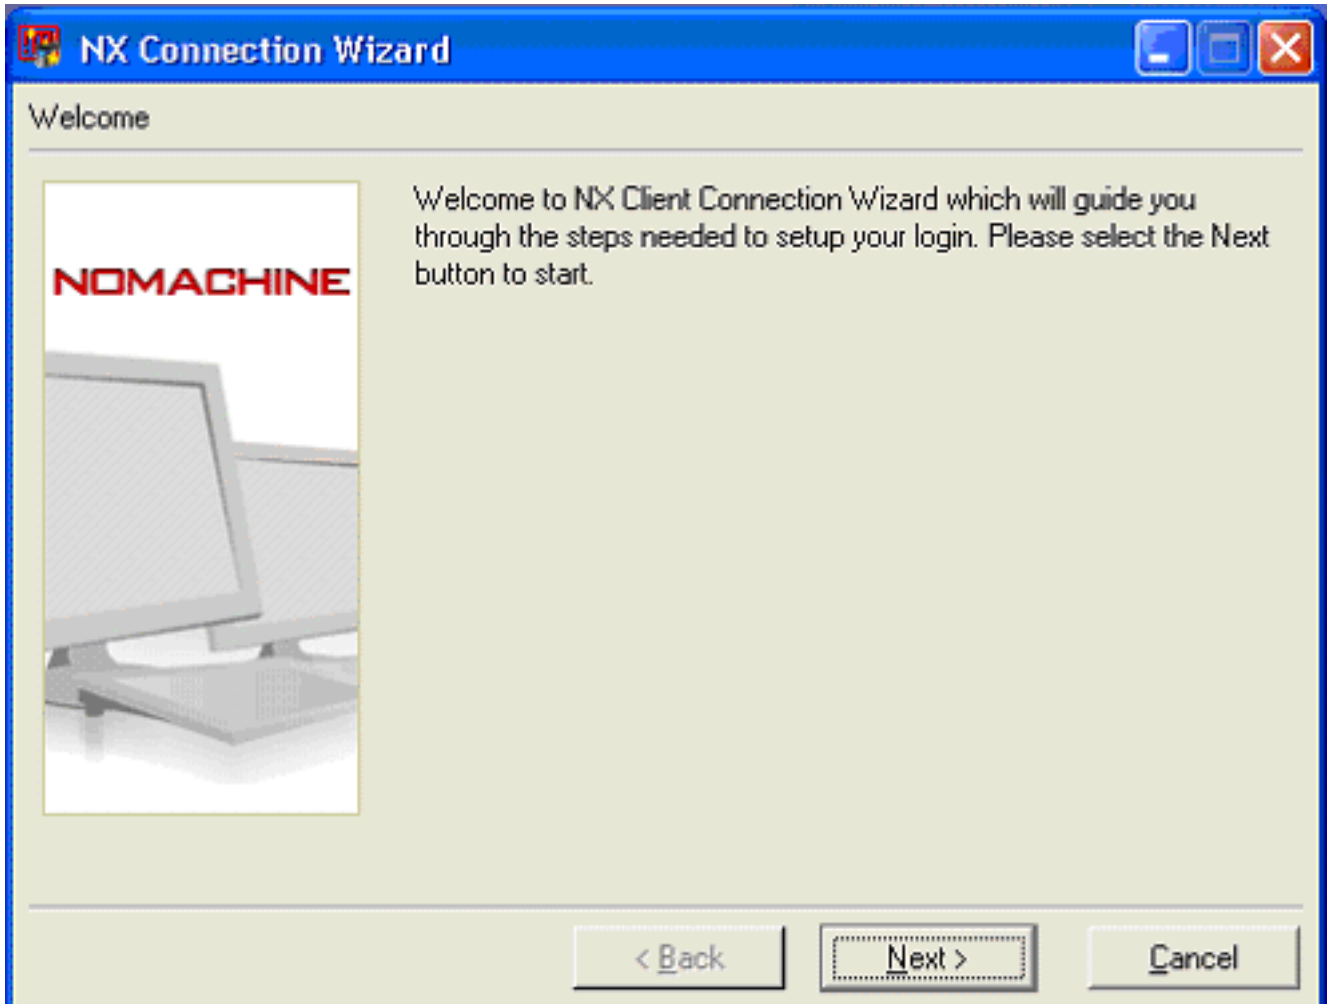 NX Connection Wizard
Welcome
NOMACHINE
Welcome to NX Client Connection Wizard which will guide you
through the steps needed to setup your login. Please select the Next
button to start.
< Back
Next >
Cancel